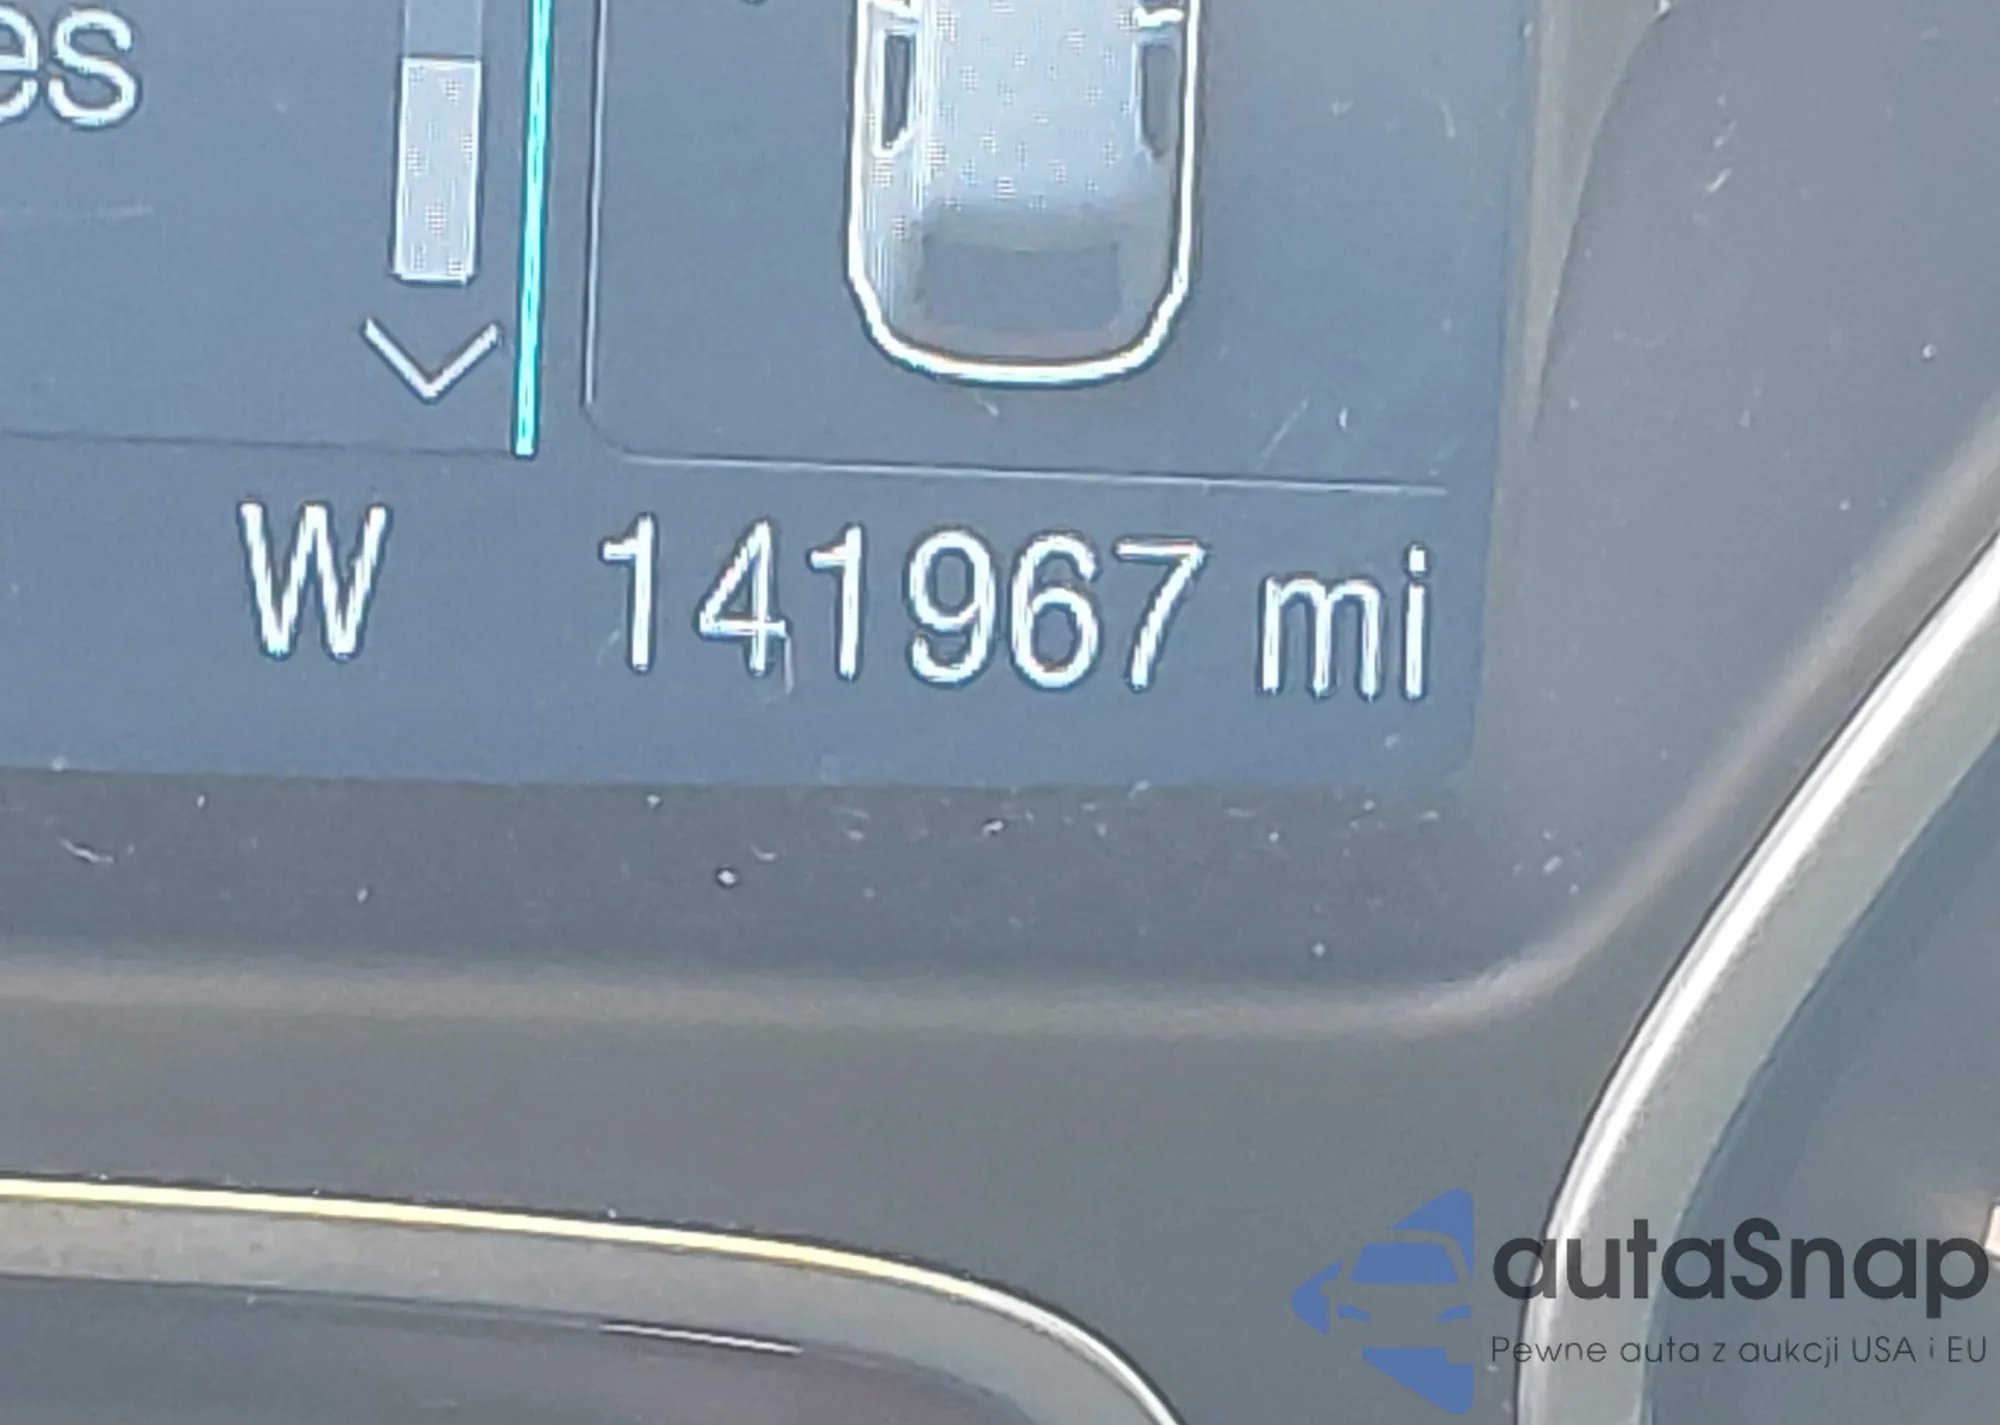 es
W 141967 mi
autaSnap
Pewne auta z aukcji USA i EU